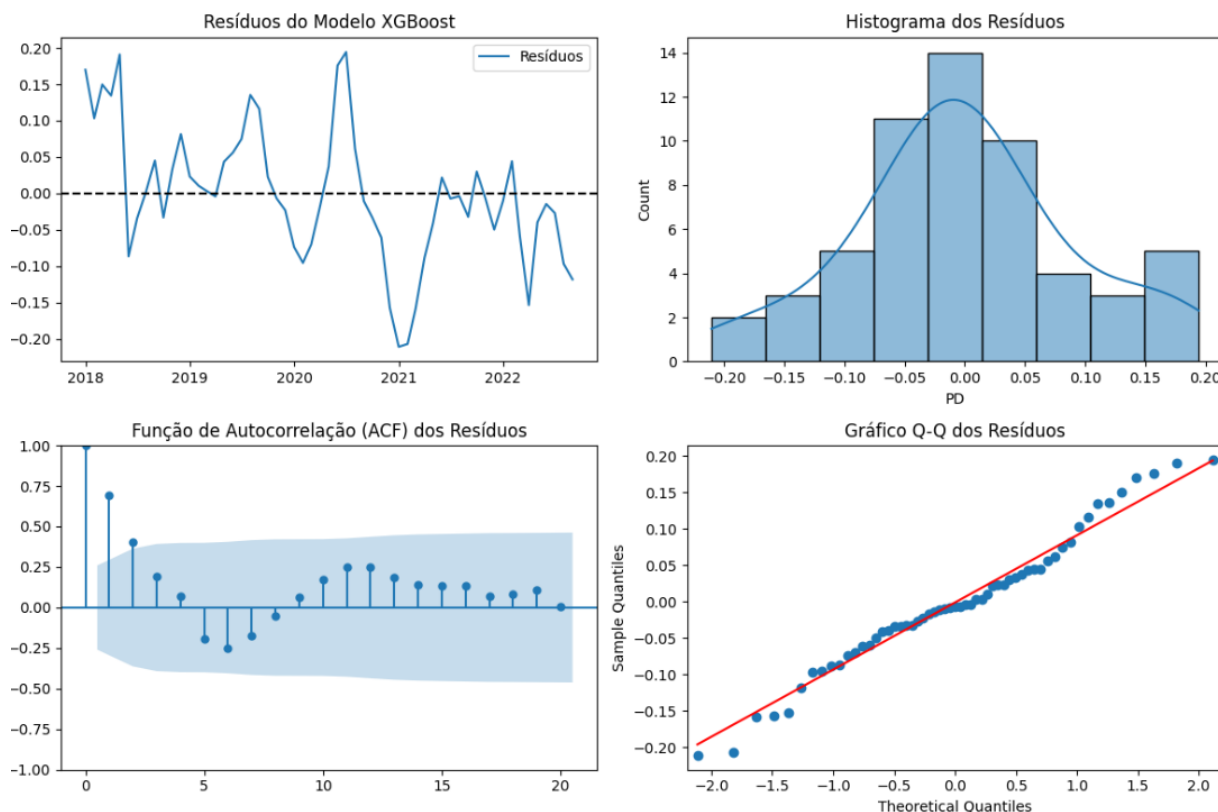 Resíduos do Modelo XGBoost
Resíduos
0.20
0.15
0.10
0.05
0.00
−0.05
−0.10
−0.15
−0.20
2018 2019 2020 2021 2022
Histograma dos Resíduos
Count
14
12
10
8
6
4
2
0
−0.20 −0.15 −0.10 −0.05 0.00 0.05 0.10 0.15 0.20
PD
Função de Autocorrelação (ACF) dos Resíduos
1.00
0.75
0.50
0.25
0.00
−0.25
−0.50
−0.75
−1.00
0 5 10 15 20
Gráfico Q-Q dos Resíduos
Sample Quantiles
0.20
0.15
0.10
0.05
0.00
−0.05
−0.10
−0.15
−0.20
−2.0 −1.5 −1.0 −0.5 0.0 0.5 1.0 1.5 2.0
Theoretical Quantiles